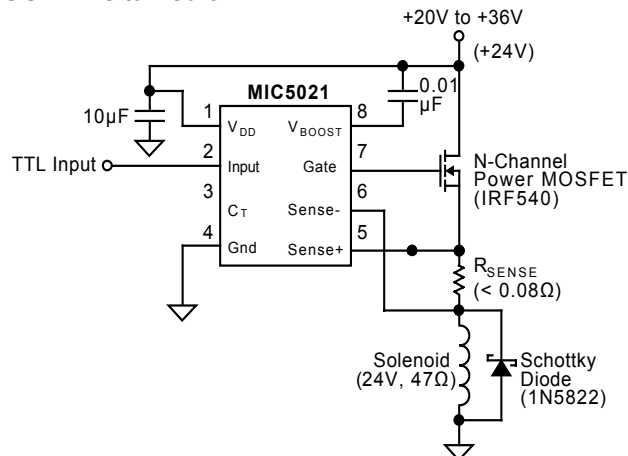 +20V to +36V
(+24V)
MIC5021
10µF
0.01
µF
1
VDD
VBOOST
8
TTL Input
2
Input
Gate
7
N-Channel
Power MOSFET
(IRF540)
3
CT
Sense-
6
4
Gnd
Sense+
5
RSENSE
(< 0.08Ω)
Solenoid
(24V, 47Ω)
Schottky
Diode
(1N5822)